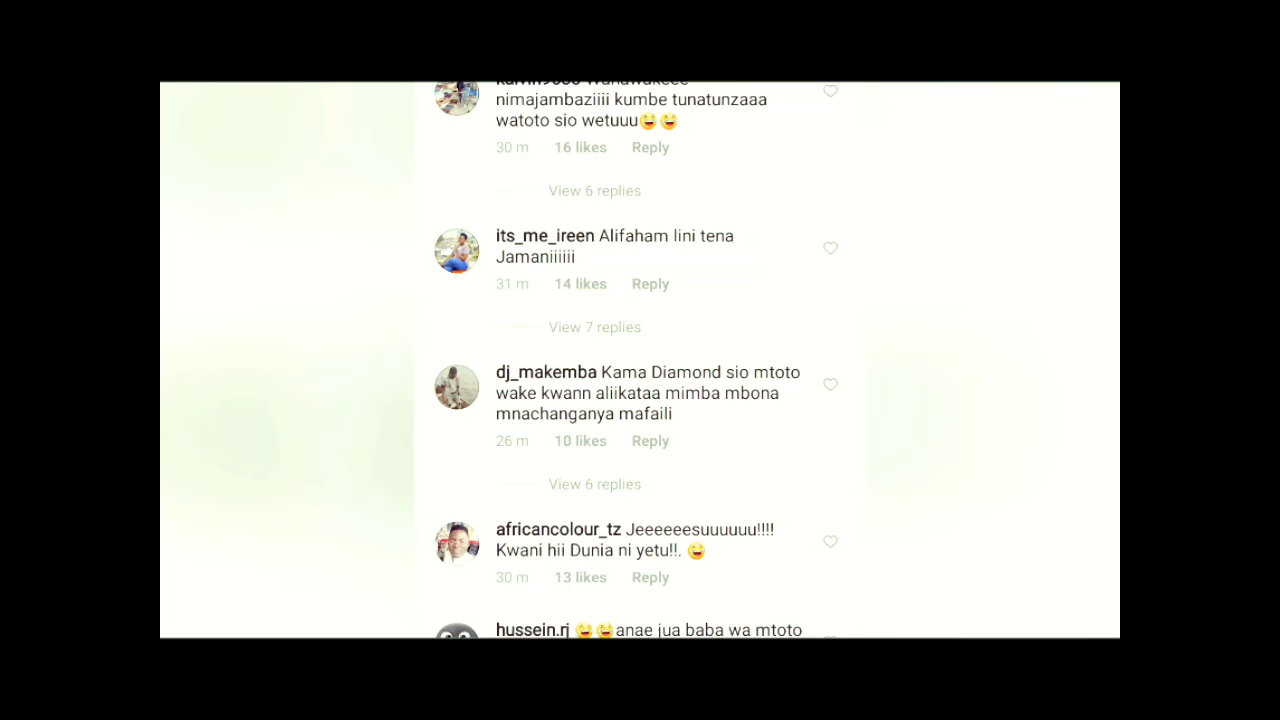 kalvin9000 Wanawakeee
nimajambaziiii kumbe tunatunzaaa
watoto sio wetuuu😄😄
30 m 16 likes Reply
View 6 replies
its_me_ireen Alifaham lini tena
Jamaniiiiii
31 m 14 likes Reply
View 7 replies
dj_makemba Kama Diamond sio mtoto
wake kwann aliikataa mimba mbona
mnachanganya mafaili
26 m 10 likes Reply
View 6 replies
africancolour_tz Jeeeeeesuuuuuu!!!!
Kwani hii Dunia ni yetu!!. 😄
30 m 13 likes Reply
hussein.rj 😄😄anae jua baba wa mtoto